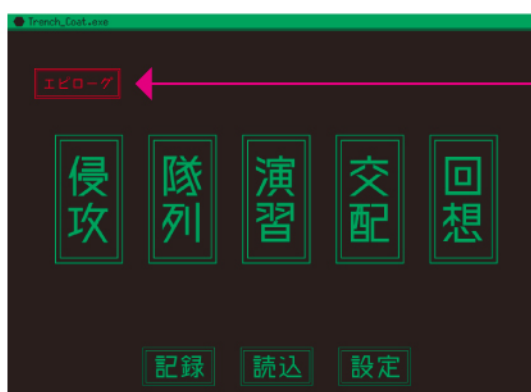 Trench_Coat.exe
エピローグ
侵攻
隊列
演習
交配
回想
記録
読込
設定